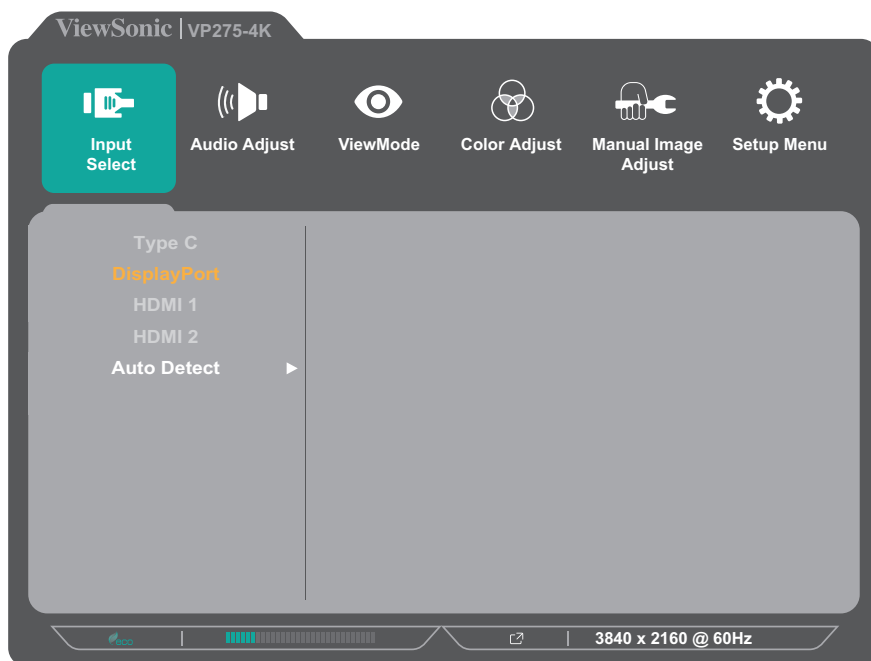 ViewSonic | VP275-4K
Input Select
Audio Adjust
ViewMode
Color Adjust
Manual Image Adjust
Setup Menu
Type C
DisplayPort
HDMI 1
HDMI 2
Auto Detect
eco
3840 x 2160 @ 60Hz